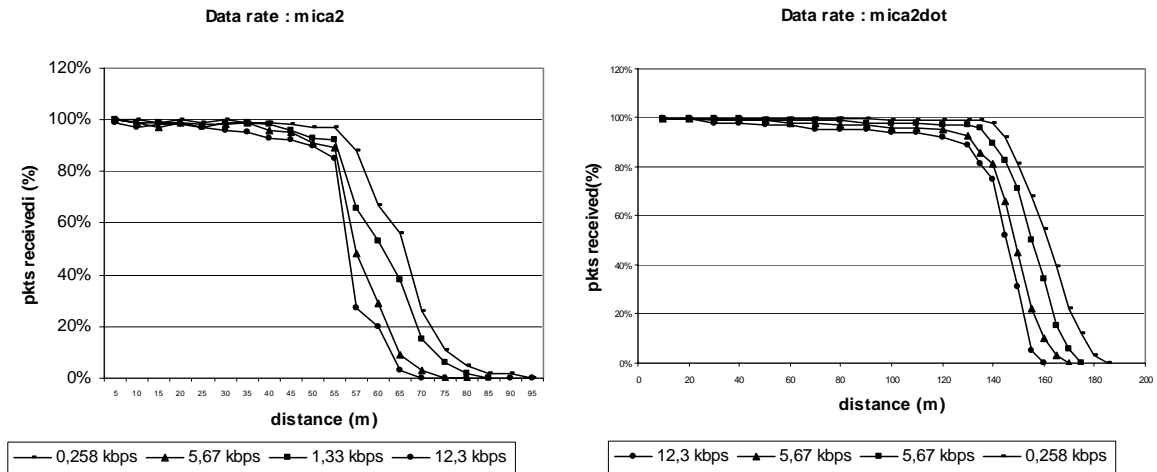 Data rate : mica2
120%
100%
80%
60%
40%
20%
0%
pkts receivedi (%)
5 10 15 20 25 30 35 40 45 50 55 57 60 65 70 75 80 85 90 95
distance (m)
0,258 kbps 5,67 kbps 1,33 kbps 12,3 kbps
Data rate : mica2dot
120%
100%
80%
60%
40%
20%
0%
pkts received(%)
0 20 40 60 80 100 120 140 160 180 200
distance (m)
12,3 kbps 5,67 kbps 5,67 kbps 0,258 kbps